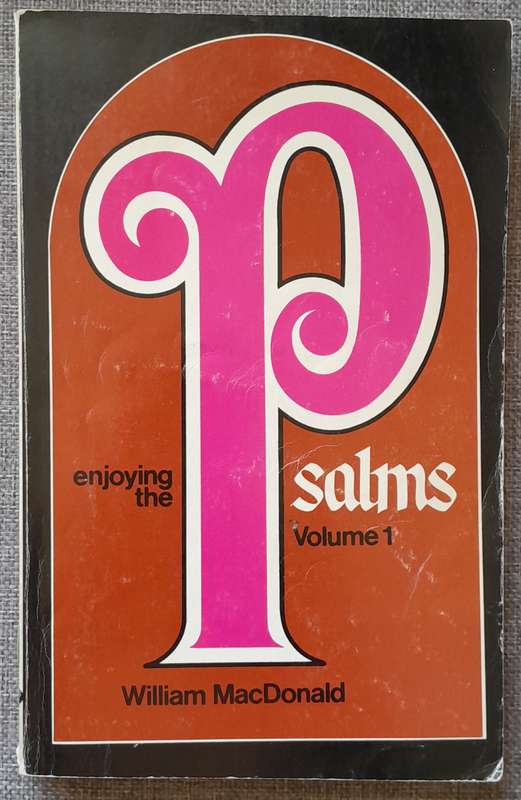 enjoying
the
Psalms
Volume 1
William MacDonald